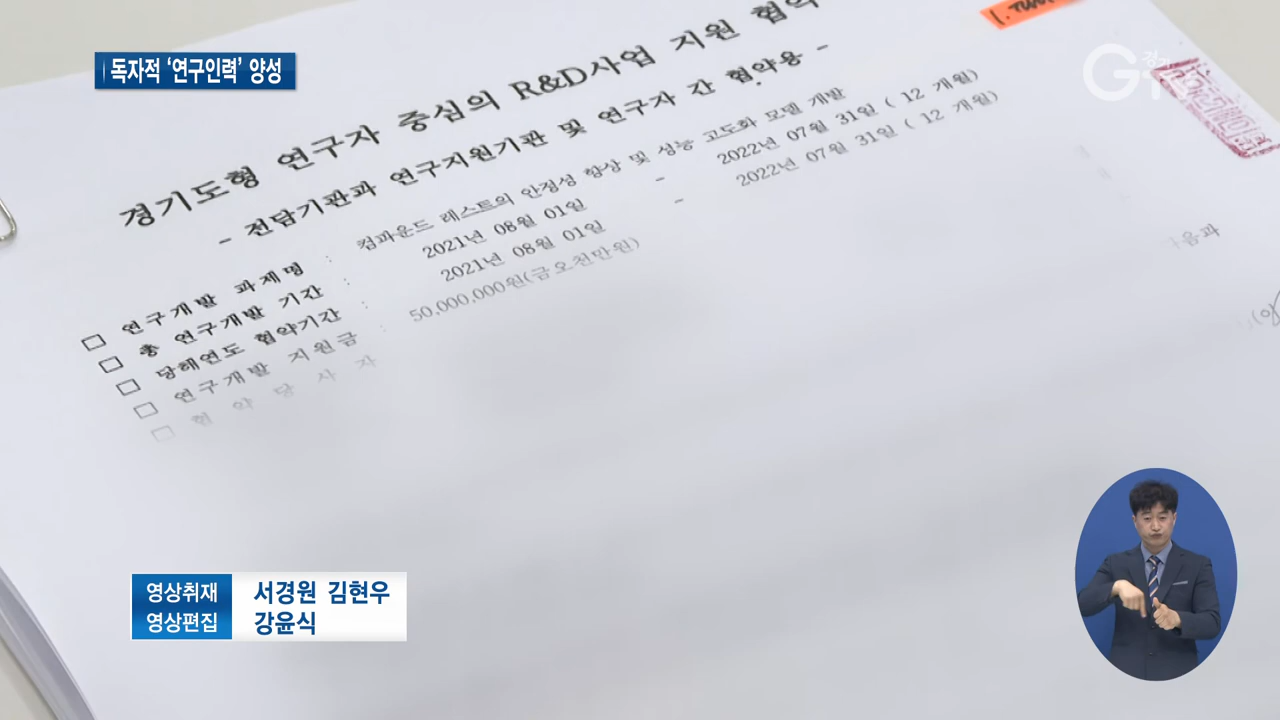 독자적 ‘연구인력’ 양성
경기 GTV
경기도형 연구자 중심의 R&D사업 지원 협약
- 전담기관과 연구지원기관 및 연구자 간 협약용 -
□ 연구개발 과제명 : 컴파운드 레스트의 안정성 향상 및 성능 고도화 모델 개발
□ 총 연구개발 기간 : 2021년 08월 01일 - 2022년 07월 31일 ( 12 개월)
□ 당해연도 협약기간 : 2021년 08월 01일 - 2022년 07월 31일 ( 12 개월)
□ 연구개발 지원금 : 50,000,000원(금오천만원)
□ 협 약 당 사 자
영상취재 서경원 김현우
영상편집 강윤식